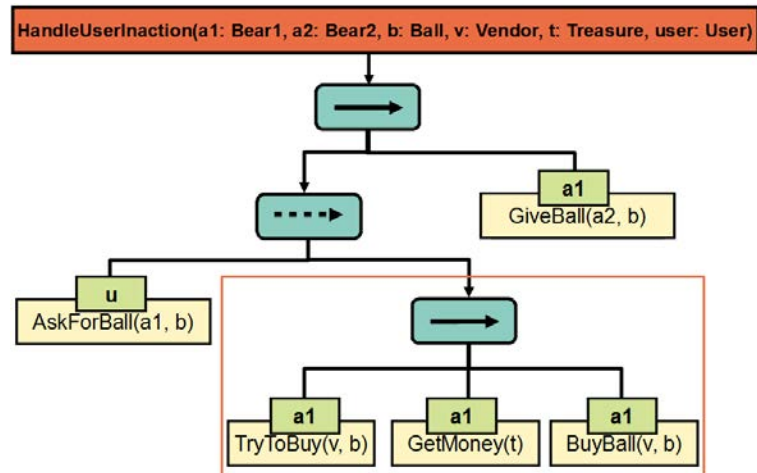 HandleUserInaction(a1: Bear1, a2: Bear2, b: Ball, v: Vendor, t: Treasure, user: User)
a1
GiveBall(a2, b)
u
AskForBall(a1, b)
a1
TryToBuy(v, b)
a1
GetMoney(t)
a1
BuyBall(v, b)